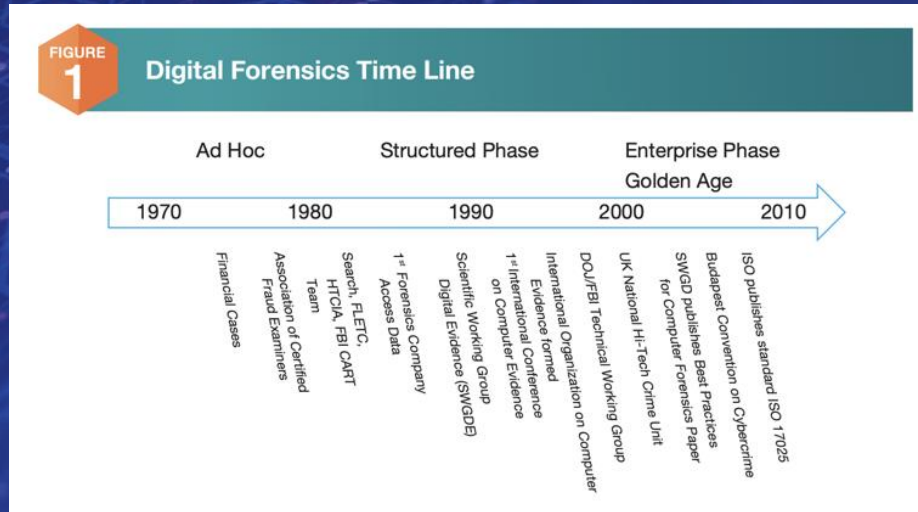 FIGURE
1
Digital Forensics Time Line
Ad Hoc
Structured Phase
Enterprise Phase
Golden Age
1970
1980
1990
2000
2010
Financial Cases
Association of Certified
Fraud Examiners
Search, FLETC,
HTCIA, FBI CART
Team
1st Forensics Company
Access Data
Scientific Working Group
Digital Evidence (SWGDE)
1st International Conference
on Computer Evidence
International Organization on Computer
Evidence formed
DOJ/FBI Technical Working Group
UK National Hi-Tech Crime Unit
SWGD publishes Best Practices
for Computer Forensics Paper
Budapest Convention on Cybercrime
ISO publishes standard ISO 17025